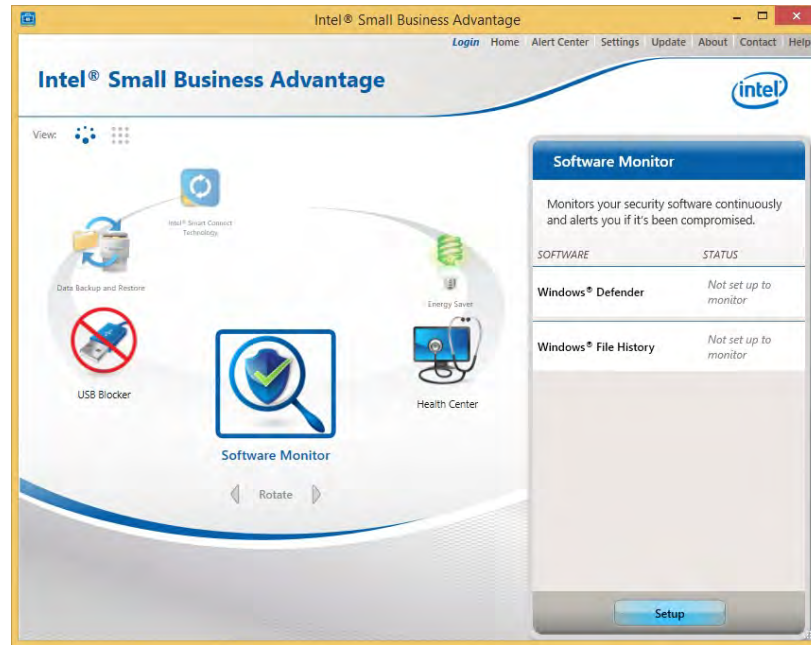 Intel® Small Business Advantage
Login Home Alert Center Settings Update About Contact Help
Intel® Small Business Advantage
intel
View:
Intel® Smart Connect
Technology
Data Backup and Restore
Energy Saver
USB Blocker
Health Center
Software Monitor
Rotate
Software Monitor
Monitors your security software continuously
and alerts you if it's been compromised.
SOFTWARE STATUS
Windows® Defender Not set up to
monitor
Windows® File History Not set up to
monitor
Setup